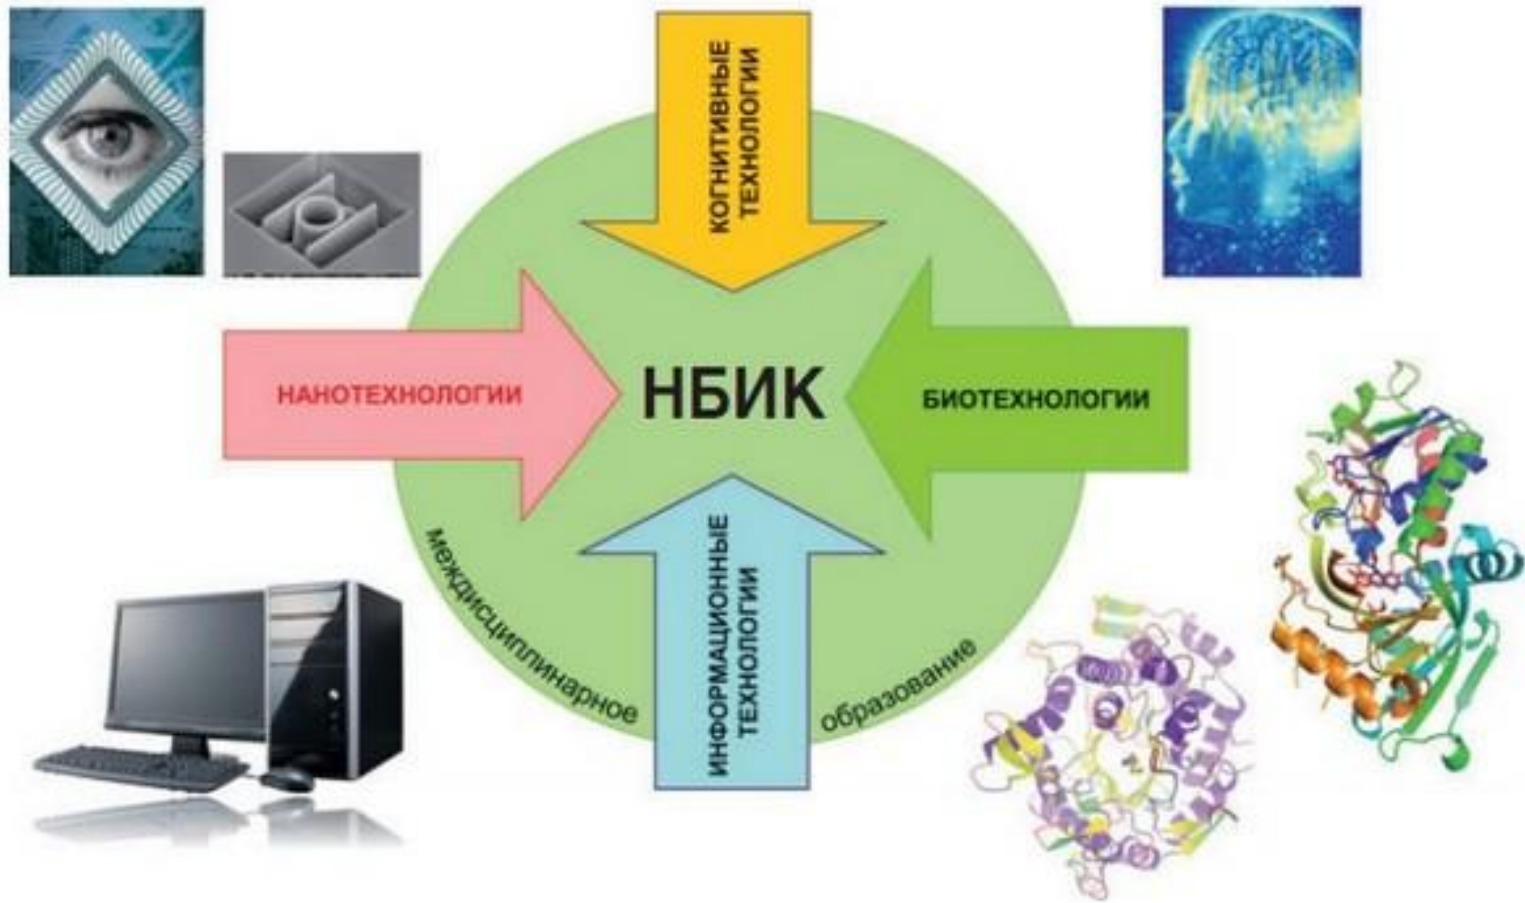 КОГНИТИВНЫЕ
ТЕХНОЛОГИИ
НАНОТЕХНОЛОГИИ
НБИК
БИОТЕХНОЛОГИИ
ИНФОРМАЦИОННЫЕ
ТЕХНОЛОГИИ
междисциплинарное
образование